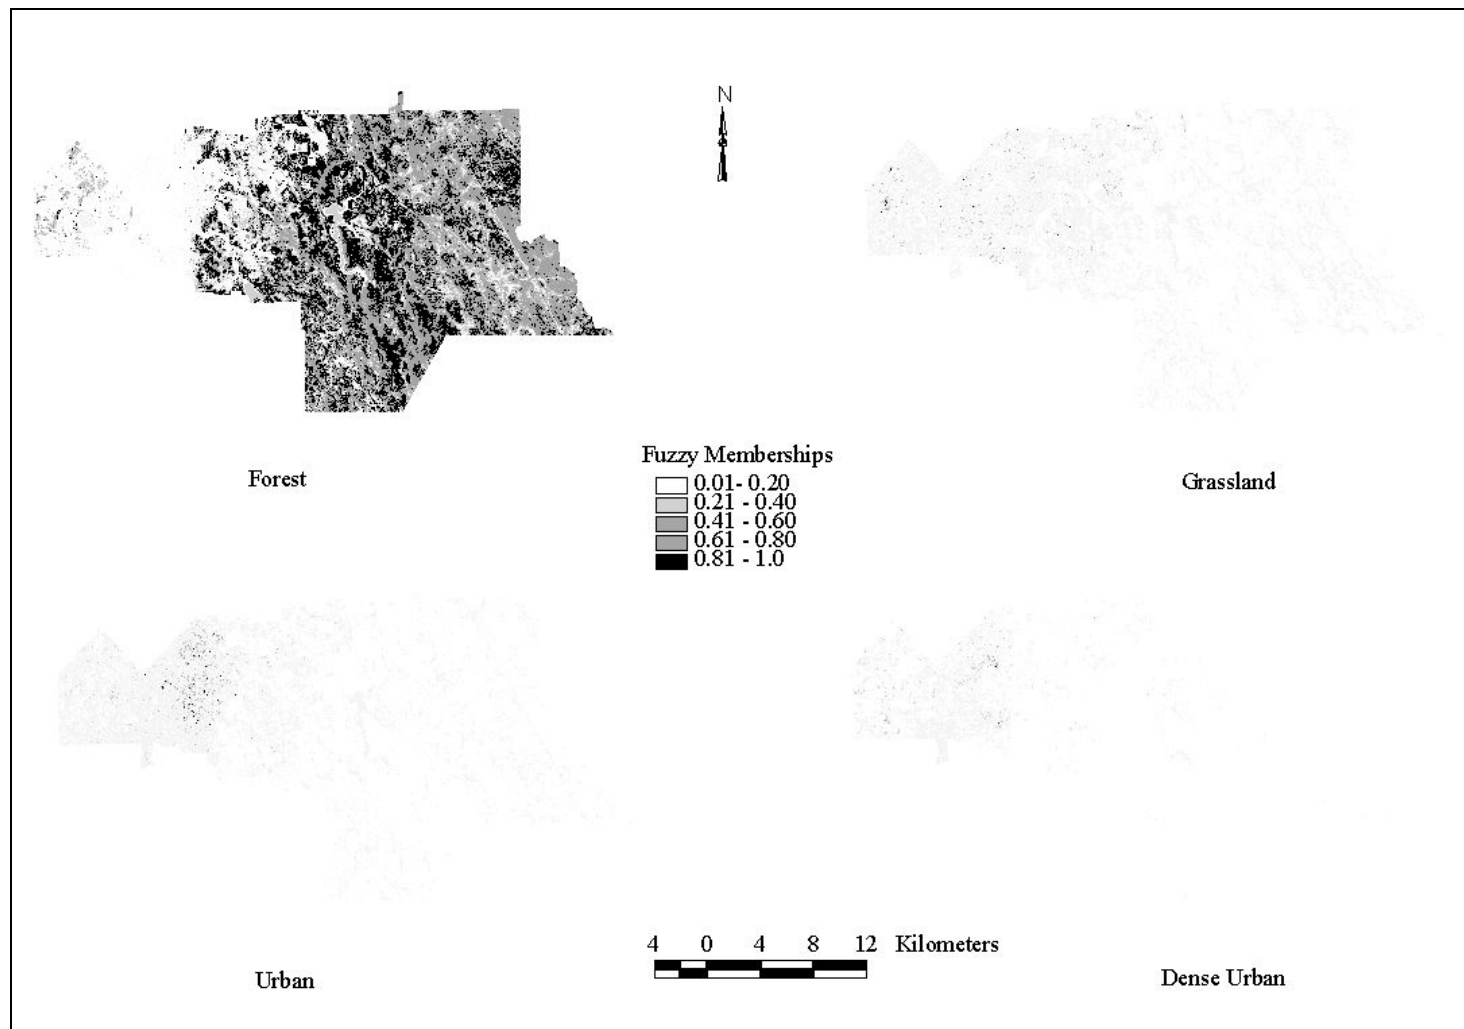 N
Forest
Grassland
Fuzzy Memberships
0.01- 0.20
0.21 - 0.40
0.41 - 0.60
0.61 - 0.80
0.81 - 1.0
4 0 4 8 12 Kilometers
Urban
Dense Urban